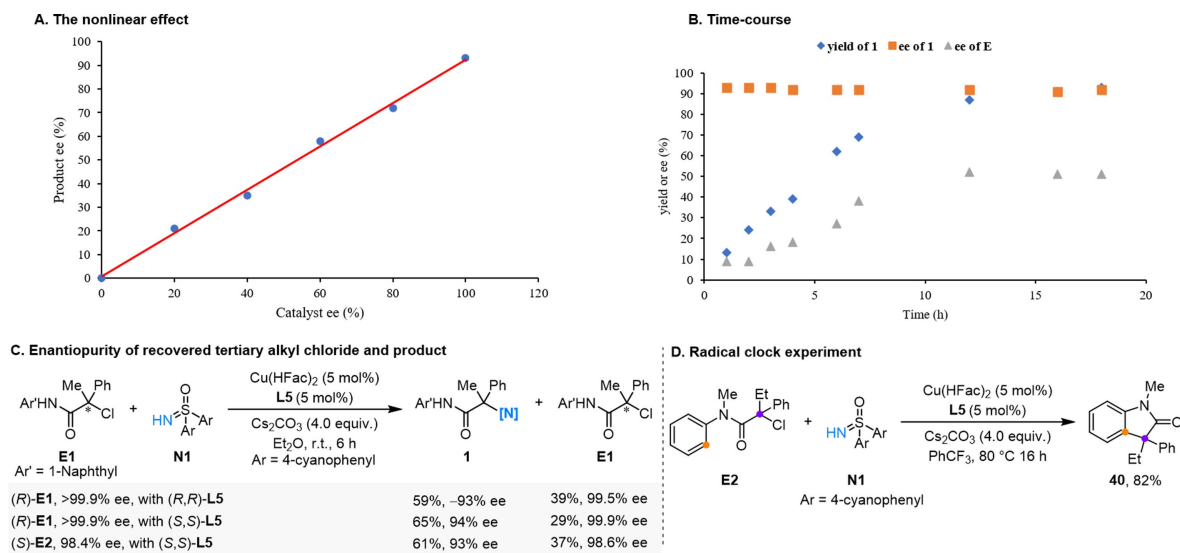 A. The nonlinear effect
Product ee (%)
100
90
80
70
60
50
40
30
20
10
0
0 20 40 60 80 100 120
Catalyst ee (%)
B. Time-course
yield of 1 ee of 1 ee of E
yield or ee (%)
100
90
80
70
60
50
40
30
20
10
0
0 5 10 15 20
Time (h)
C. Enantiopurity of recovered tertiary alkyl chloride and product
Me Ph
Ar'HN * Cl
O
E1
Ar' = 1-Naphthyl
+
O
HN S Ar
Ar
N1
Cu(HFac)2 (5 mol%)
L5 (5 mol%)
Cs2CO3 (4.0 equiv.)
Et2O, r.t., 6 h
Ar = 4-cyanophenyl
Me Ph
Ar'HN [N]
O
1
+
Me Ph
Ar'HN * Cl
O
E1
(R)-E1, >99.9% ee, with (R,R)-L5 59%, –93% ee 39%, 99.5% ee
(R)-E1, >99.9% ee, with (S,S)-L5 65%, 94% ee 29%, 99.9% ee
(S)-E2, 98.4% ee, with (S,S)-L5 61%, 93% ee 37%, 98.6% ee
D. Radical clock experiment
Me Et
N Ph
Cl
O
E2
+
O
HN S Ar
Ar
N1
Ar = 4-cyanophenyl
Cu(HFac)2 (5 mol%)
L5 (5 mol%)
Cs2CO3 (4.0 equiv.)
PhCF3, 80 °C 16 h
Me
N
O
Ph
Et
40, 82%